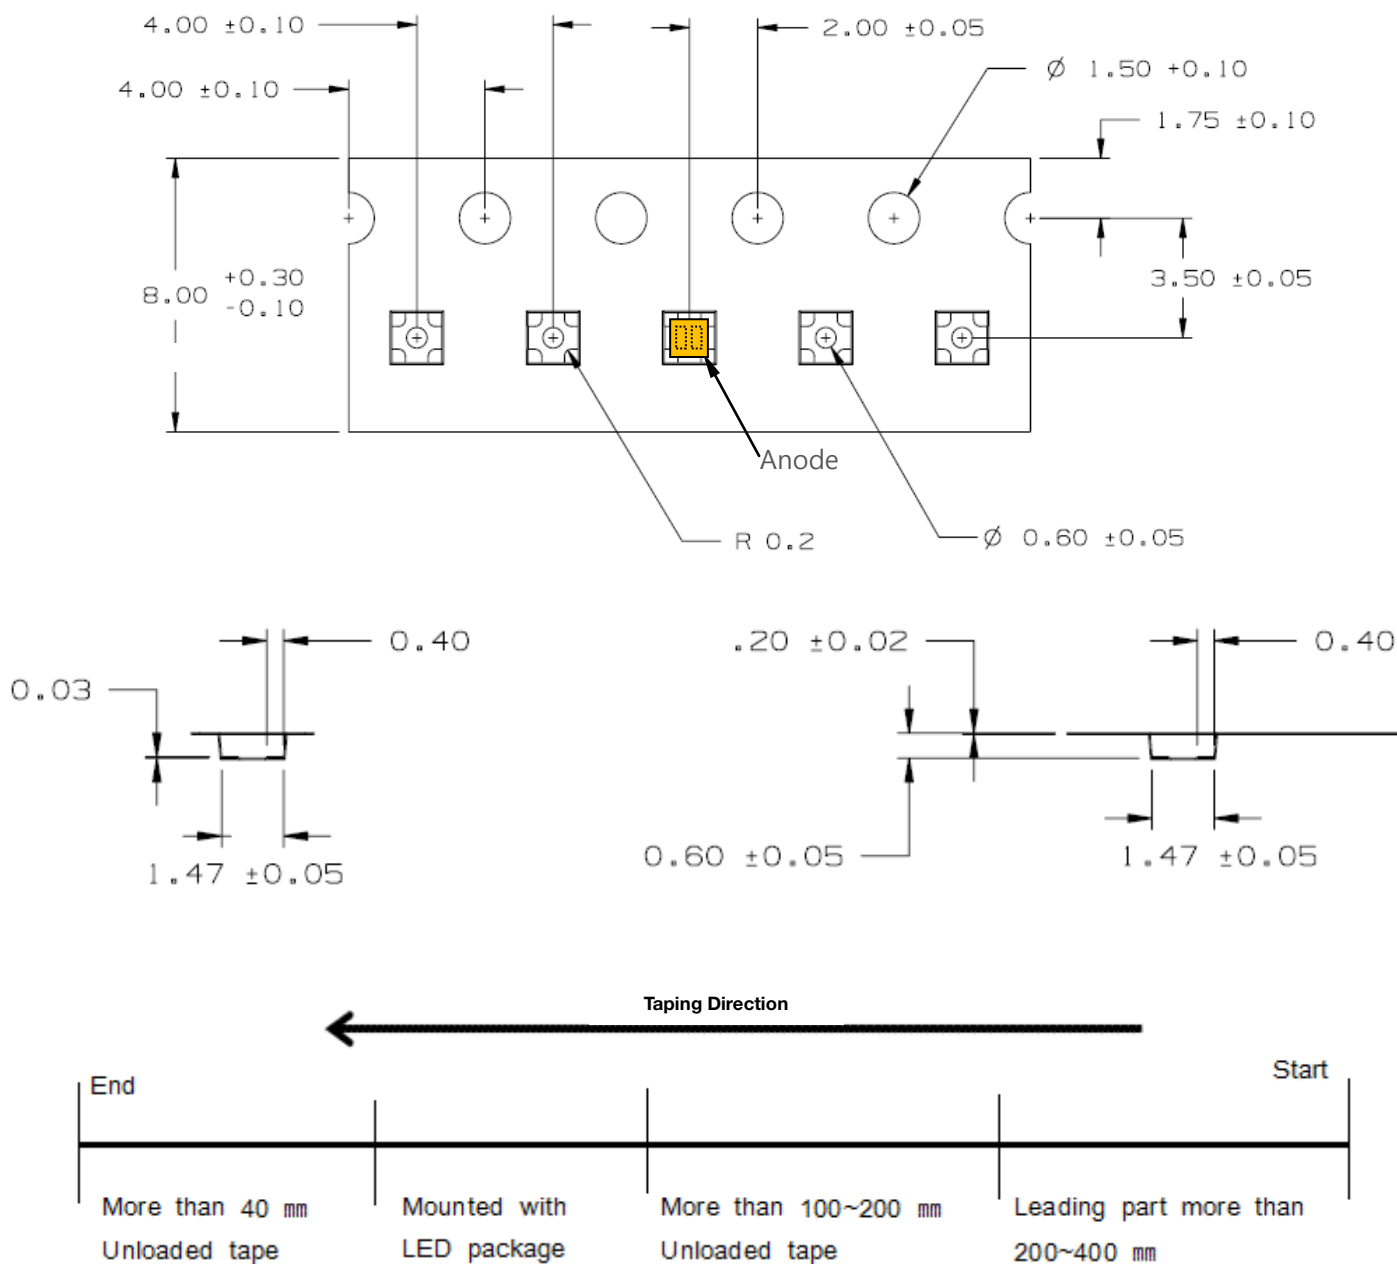 4.00 ±0.10
2.00 ±0.05
Ø 1.50 +0.10
4.00 ±0.10
1.75 ±0.10
8.00 +0.30 -0.10
3.50 ±0.05
Anode
R 0.2
Ø 0.60 ±0.05
0.40
.20 ±0.02
0.40
0.03
0.60 ±0.05
1.47 ±0.05
1.47 ±0.05
Taping Direction
End
Start
More than 40 ㎜
Unloaded tape
Mounted with
LED package
More than 100~200 ㎜
Unloaded tape
Leading part more than
200~400 ㎜